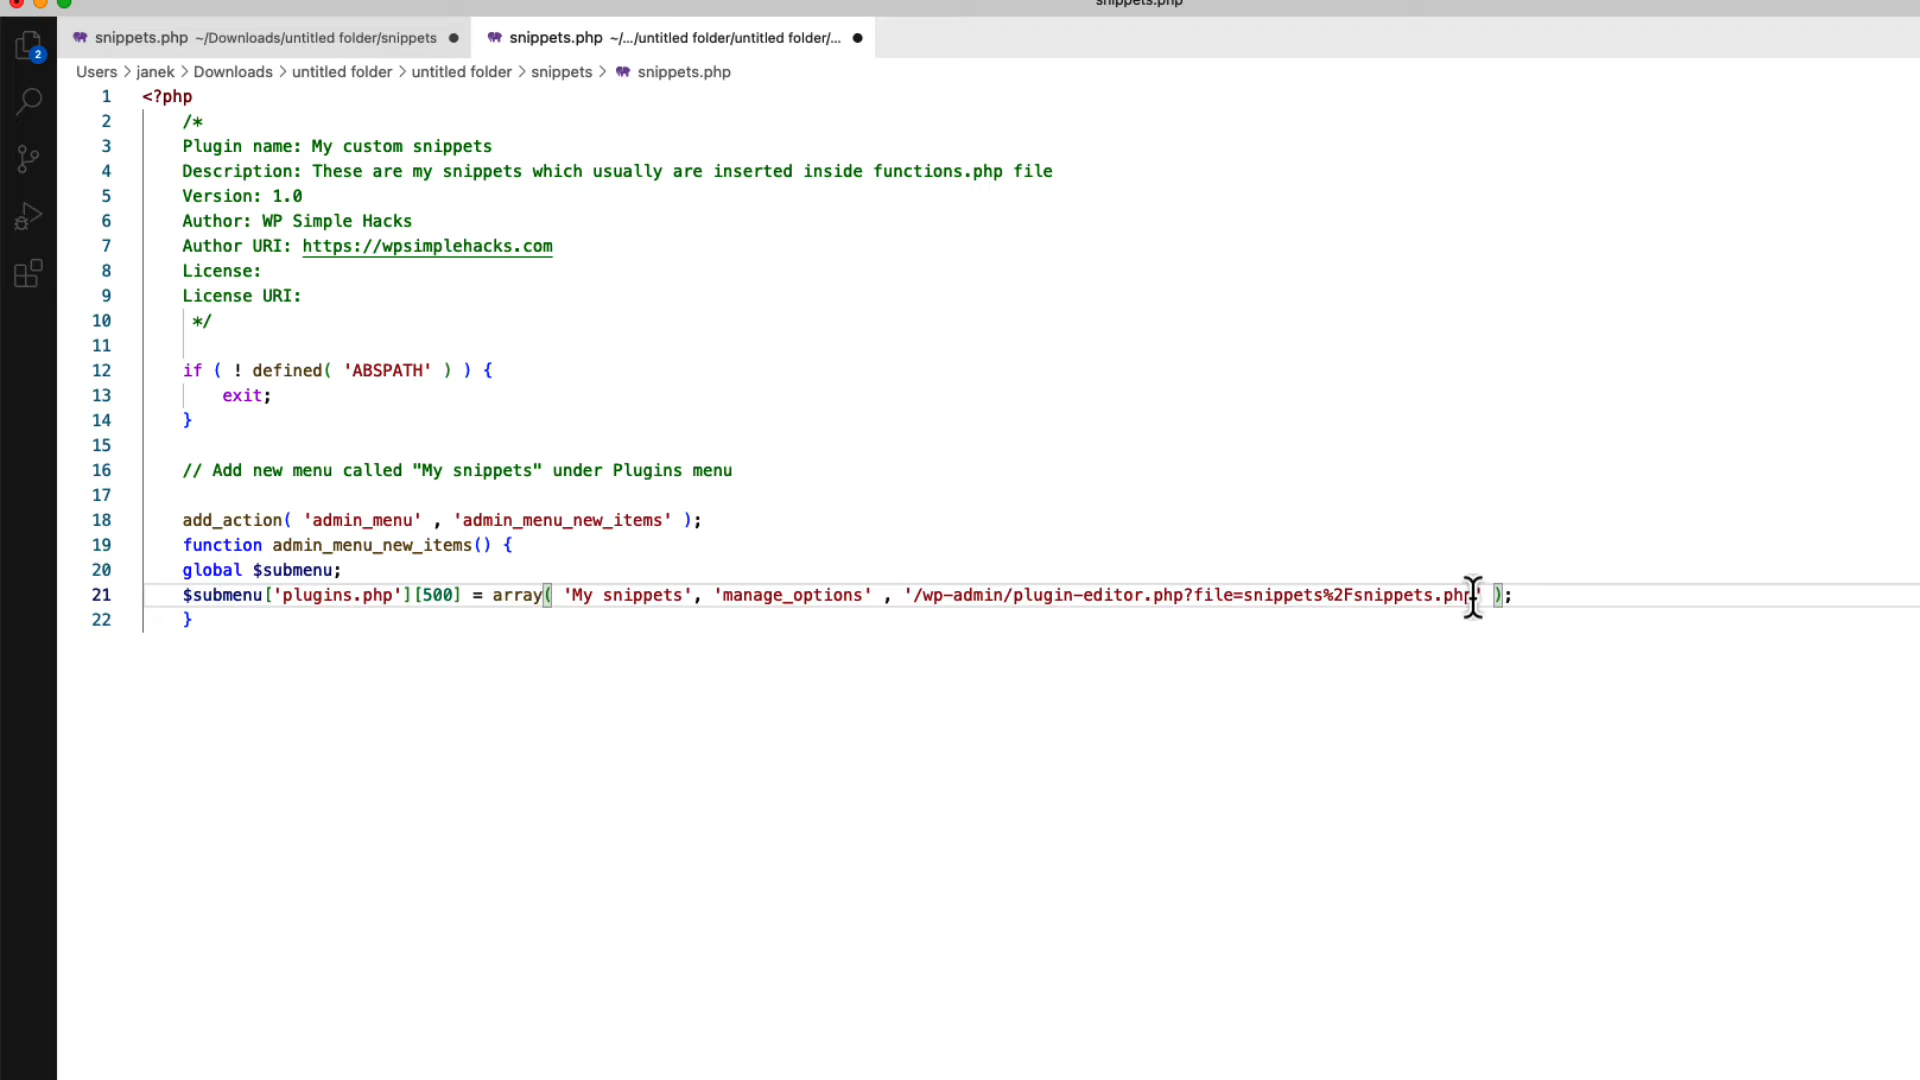 snippets.php
snippets.php ~/Downloads/untitled folder/snippets
snippets.php ~/.../untitled folder/untitled folder/...
2
Users > janek > Downloads > untitled folder > untitled folder > snippets > snippets.php
1 <?php
2 /*
3 Plugin name: My custom snippets
4 Description: These are my snippets which usually are inserted inside functions.php file
5 Version: 1.0
6 Author: WP Simple Hacks
7 Author URI: https://wpsimplehacks.com
8 License:
9 License URI:
10 */
11
12 if ( ! defined( 'ABSPATH' ) ) {
13 exit;
14 }
15
16 // Add new menu called "My snippets" under Plugins menu
17
18 add_action( 'admin_menu' , 'admin_menu_new_items' );
19 function admin_menu_new_items() {
20 global $submenu;
21 $submenu['plugins.php'][500] = array( 'My snippets', 'manage_options' , '/wp-admin/plugin-editor.php?file=snippets%2Fsnippets.php' );
22 }